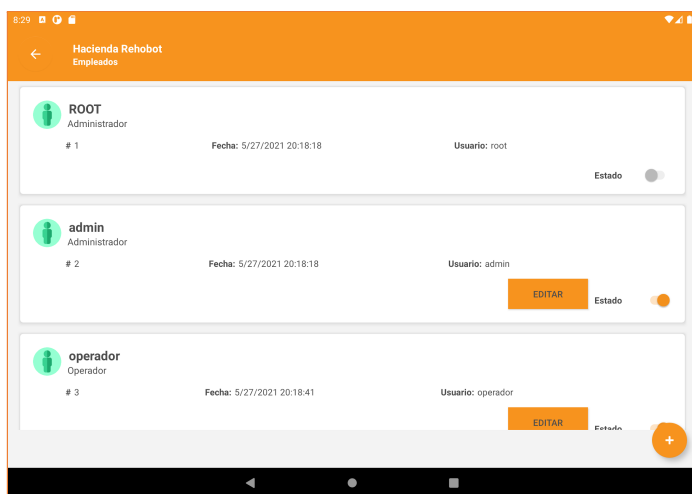 8:29
Hacienda Rehobot
Empleados
ROOT
Administrador
# 1 Fecha: 5/27/2021 20:18:18 Usuario: root
Estado
admin
Administrador
# 2 Fecha: 5/27/2021 20:18:18 Usuario: admin
EDITAR Estado
operador
Operador
# 3 Fecha: 5/27/2021 20:18:41 Usuario: operador
EDITAR Estado
+